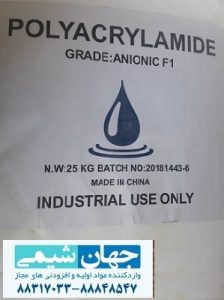 POLYACRYLAMIDE
GRADE:ANIONIC F1
N.W:25 KG BATCH NO:20181443-6
MADE IN CHINA
INDUSTRIAL USE ONLY
جهان شیمی
واردکننده مواد اولیه و افزودنی های مجاز
۸۸۳۱۷۰۳۳-۸۸۸۴۸۵۴۷